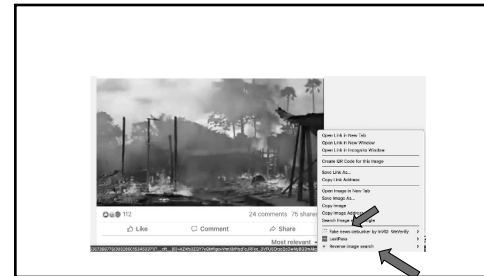 112
24 comments 75 shares
Like Comment Share
Most relevant
Open Link in New Tab
Open Link in New Window
Open Link in Incognito Window
Create QR Code for this Image
Save Link As...
Copy Link Address
Open Image in New Tab
Save Image As...
Copy Image
Copy Image Address
Search Image
Fake news debunker by InVID WeVerify
LastPass
Reverse image search